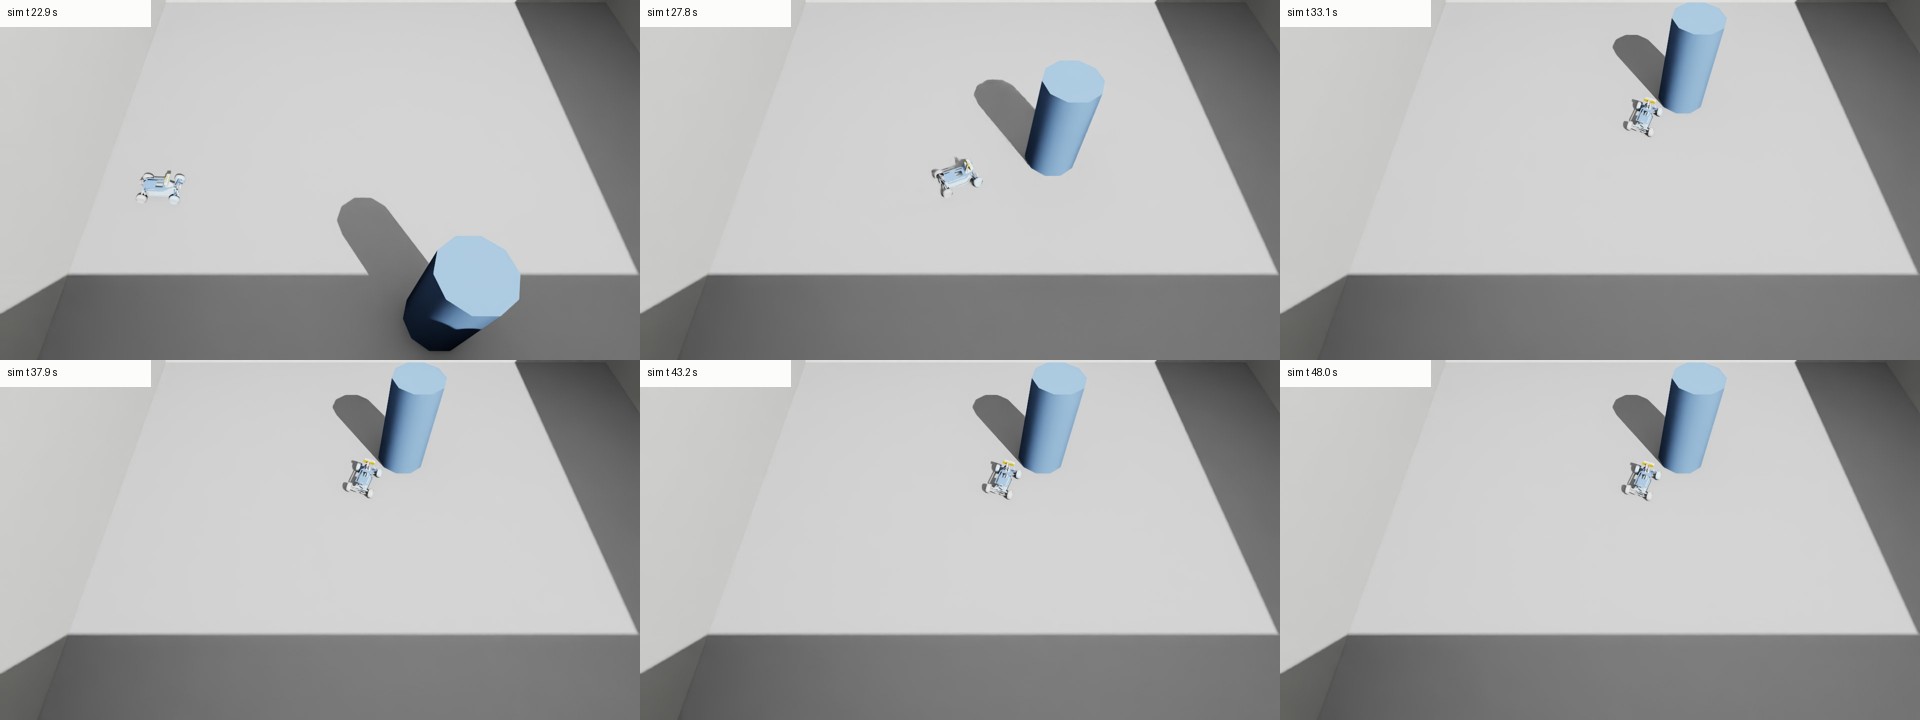 sim t 22.9 s
sim t 27.8 s
sim t 33.1 s
sim t 37.9 s
sim t 43.2 s
sim t 48.0 s